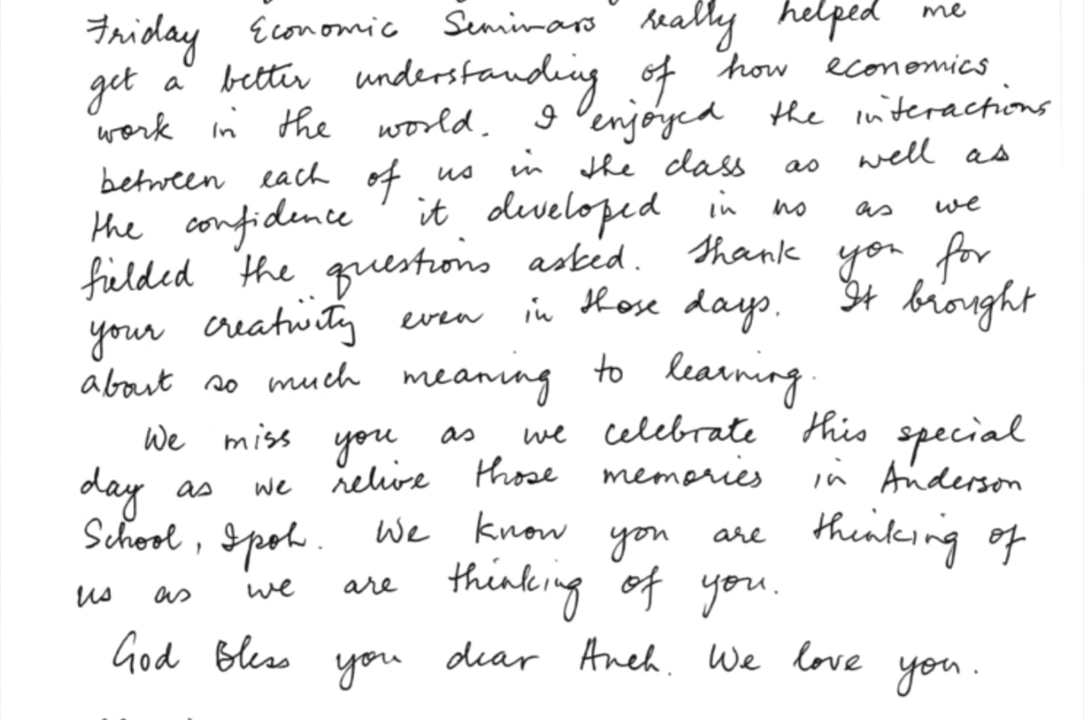 Friday Economic Seminars really helped me
get a better understanding of how economics
work in the world. I enjoyed the interactions
between each of us in the class as well as
the confidence it developed in us as we
fielded the questions asked. Thank you for
your creativity even in those days. It brought
about so much meaning to learning.
We miss you as we celebrate this special
day as we relive those memories in Anderson
School, Ipoh. We know you are thinking of
us as we are thinking of you.
God Bless you dear Aneh. We love you.